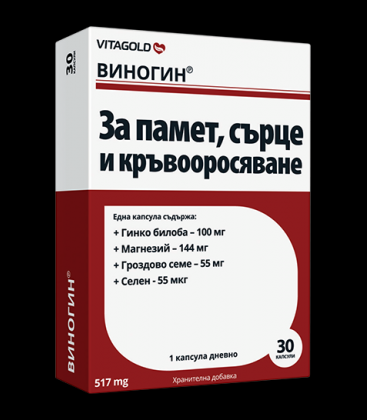 VITAGOLD
ВИНОГИН®
За памет, сърце
и кръвооросяване
Една капсула съдържа:
+ Гинко билоба – 100 мг
+ Магнезий – 144 мг
+ Гроздово семе – 55 мг
+ Селен - 55 мкг
1 капсула дневно
30
КАПСУЛИ
Хранителна добавка
30
КАПСУЛИ
ВИНОГИН®
517 mg